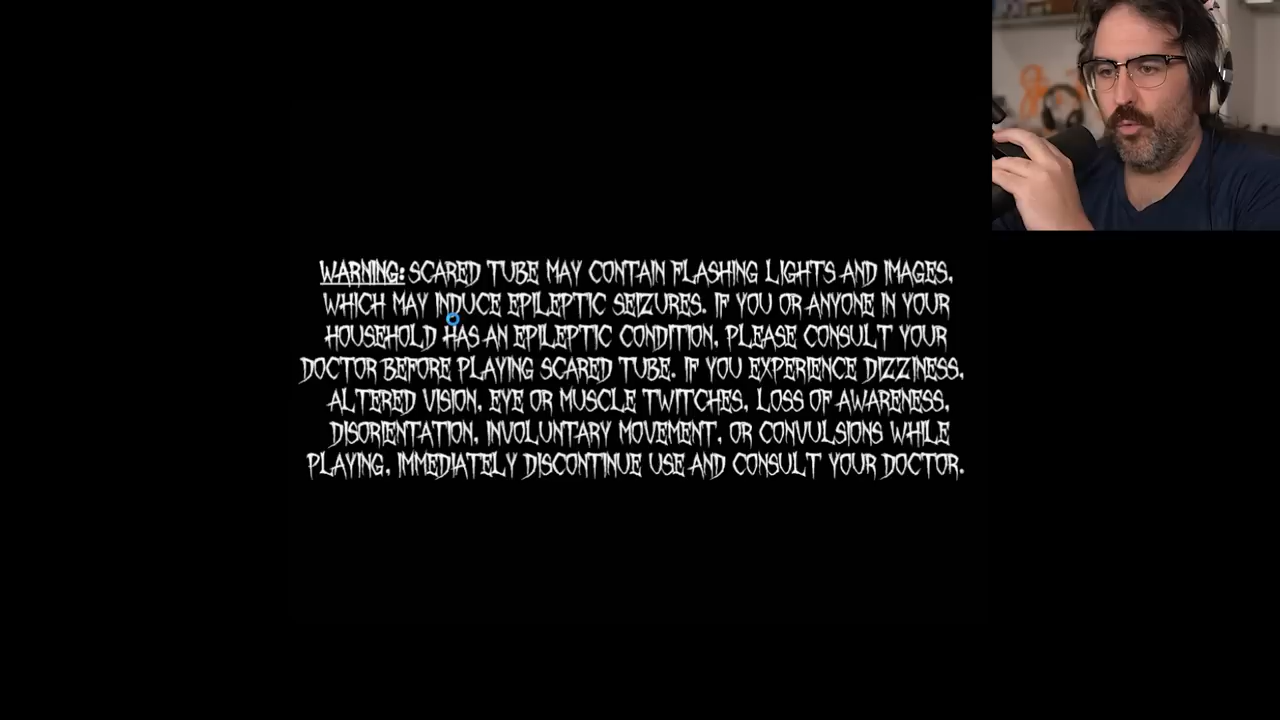 WARNING: SCARED TUBE MAY CONTAIN FLASHING LIGHTS AND IMAGES,
WHICH MAY INDUCE EPILEPTIC SEIZURES. IF YOU OR ANYONE IN YOUR
HOUSEHOLD HAS AN EPILEPTIC CONDITION, PLEASE CONSULT YOUR
DOCTOR BEFORE PLAYING SCARED TUBE. IF YOU EXPERIENCE DIZZINESS,
ALTERED VISION, EYE OR MUSCLE TWITCHES, LOSS OF AWARENESS,
DISORIENTATION, INVOLUNTARY MOVEMENT, OR CONVULSIONS WHILE
PLAYING, IMMEDIATELY DISCONTINUE USE AND CONSULT YOUR DOCTOR.